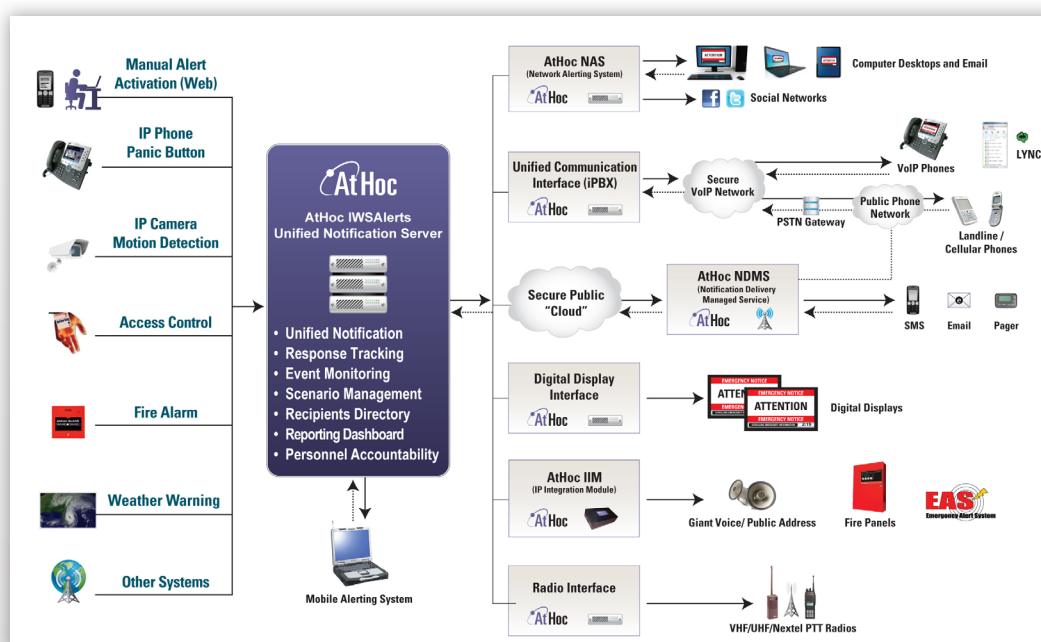 Manual Alert
Activation (Web)
IP Phone
Panic Button
IP Camera
Motion Detection
Access Control
Fire Alarm
Weather Warning
Other Systems
AtHoc
AtHoc IWSAlerts
Unified Notification Server
• Unified Notification
• Response Tracking
• Event Monitoring
• Scenario Management
• Recipients Directory
• Reporting Dashboard
• Personnel Accountability
Mobile Alerting System
AtHoc NAS
(Network Alerting System)
AtHoc
ATTENTION
Computer Desktops and Email
Social Networks
Unified Communication
Interface (iPBX)
AtHoc
Secure
VoIP Network
VoIP Phones
LYNC
PSTN Gateway
Public Phone
Network
Landline /
Cellular Phones
Secure Public
"Cloud"
AtHoc NDMS
(Notification Delivery
Managed Service)
AtHoc
SMS
Email
Pager
Digital Display
Interface
AtHoc
EMERGENCY NOTICE
ATTEN
EMERGENCY NOTICE
ATTENTION
EMERGENCY NOTICE
Digital Displays
AtHoc IIM
(IP Integration Module)
AtHoc
Giant Voice/ Public Address
Fire Panels
EAS
Emergency Alert System
Radio Interface
AtHoc
VHF/UHF/Nextel PTT Radios